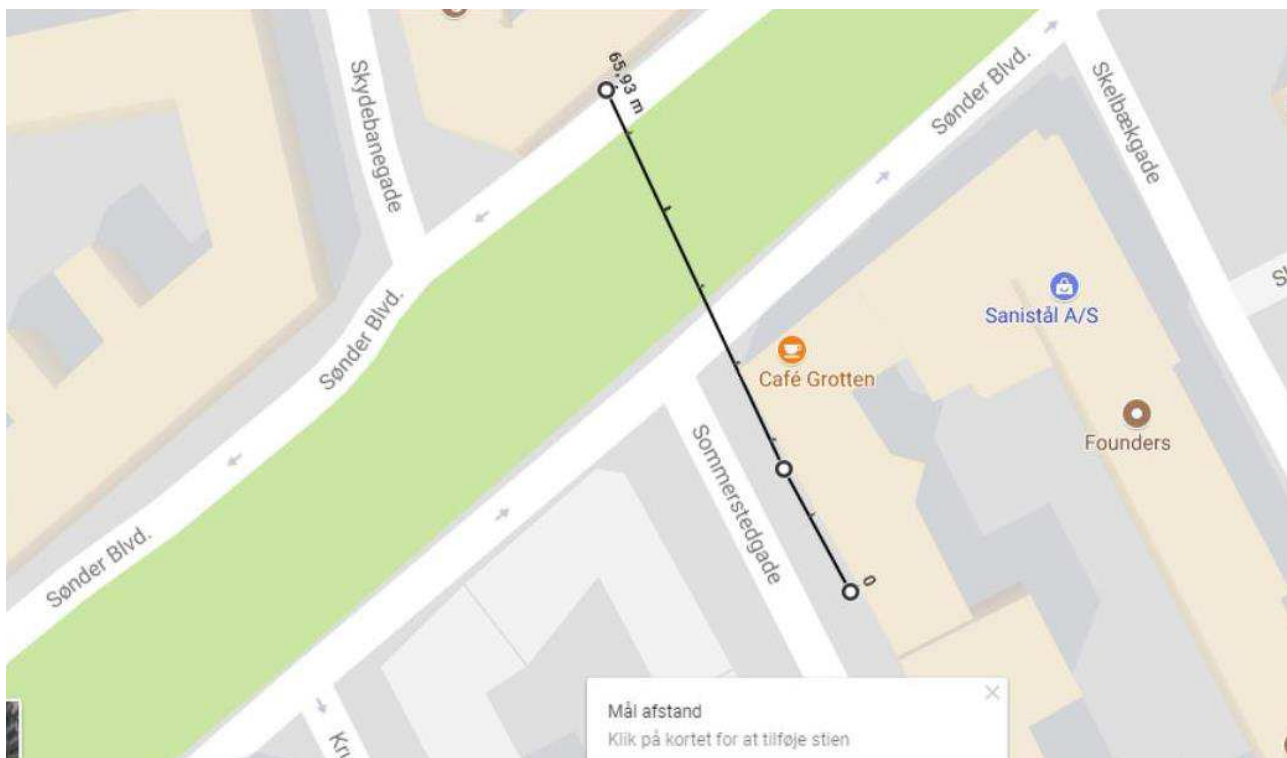 65,93 m
Skydebanegade
Sønder Blvd.
Skelbækgade
Sønder Blvd.
Sanistål A/S
Café Grotten
Founders
Sommerstedgade
0
Sønder Blvd.
Mål afstand
Klik på kortet for at tilføje stien